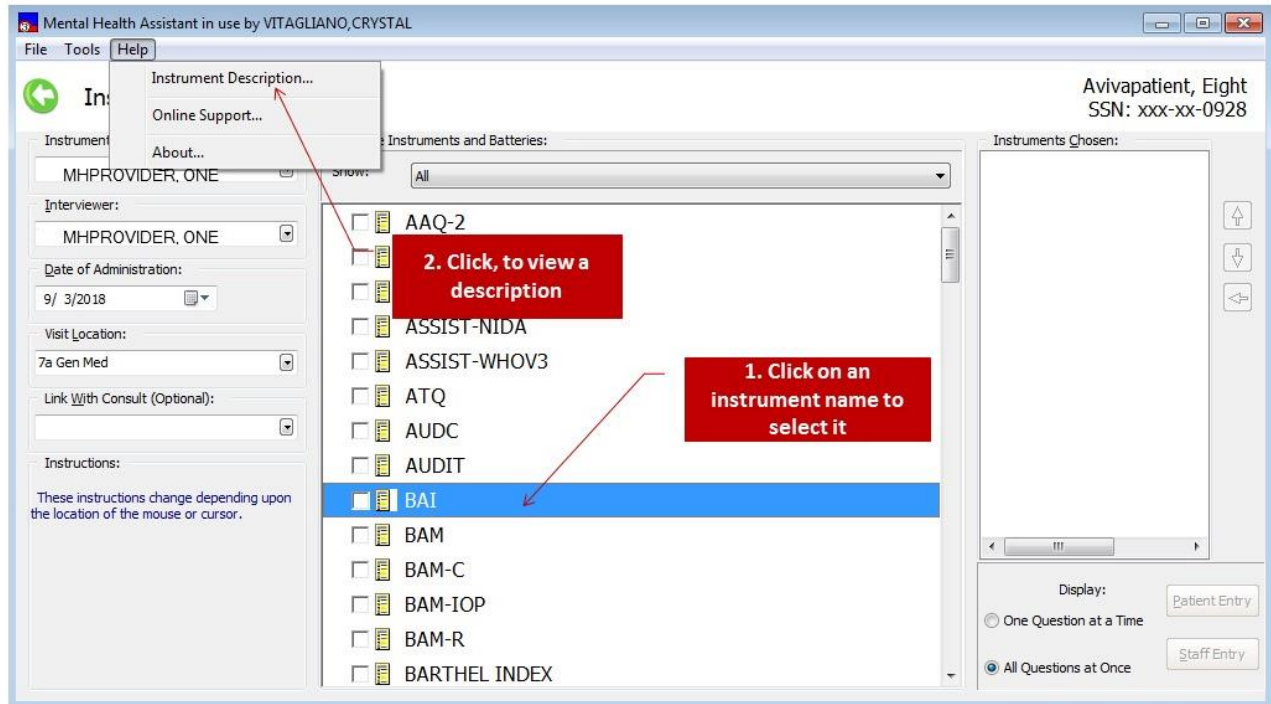 Mental Health Assistant in use by VITAGLIANO,CRYSTAL
File Tools Help
Instrument Description...
Online Support...
About...
Avivapatient, Eight
SSN: xxx-xx-0928
Instrument
MHPROVIDER, ONE
Interviewer:
MHPROVIDER, ONE
Date of Administration:
9/ 3/2018
Visit Location:
7a Gen Med
Link With Consult (Optional):
Instructions:
These instructions change depending upon
the location of the mouse or cursor.
Instruments and Batteries:
Show: All
AAQ-2
2. Click, to view a
description
ASSIST-NIDA
ASSIST-WHOV3
ATQ
AUDC
AUDIT
BAI
BAM
BAM-C
BAM-IOP
BAM-R
BARTHEL INDEX
1. Click on an
instrument name to
select it
Instruments Chosen:
Display:
One Question at a Time
All Questions at Once
Patient Entry
Staff Entry